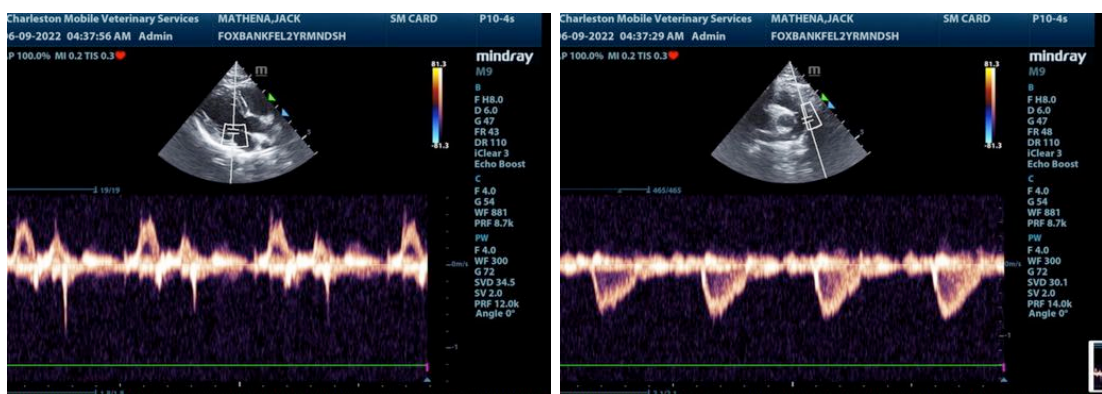 Charleston Mobile Veterinary Services MATHENA,JACK SM CARD P10-4s
6-09-2022 04:37:56 AM Admin FOXBANKFEL2YRMNDSH
.P 100.0% MI 0.2 TIS 0.3
mindray
M9
m
81.3
-81.3
5
B
F H8.0
D 6.0
G 47
FR 43
DR 110
iClear 3
Echo Boost
19/19
C
F 4.0
G 54
WF 881
PRF 8.7k
PW
F 4.0
WF 300
G 72
SVD 34.5
SV 2.0
PRF 12.0k
Angle 0°
0m/s
-1
Charleston Mobile Veterinary Services MATHENA,JACK SM CARD P10-4s
6-09-2022 04:37:29 AM Admin FOXBANKFEL2YRMNDSH
P 100.0% MI 0.2 TIS 0.3
mindray
M9
m
81.3
-81.3
5
B
F H8.0
D 6.0
G 47
FR 48
DR 110
iClear 3
Echo Boost
465/465
C
F 4.0
G 54
WF 881
PRF 8.7k
PW
F 4.0
WF 300
G 72
SVD 30.1
SV 2.0
PRF 14.0k
Angle 0°
0m/s
-1